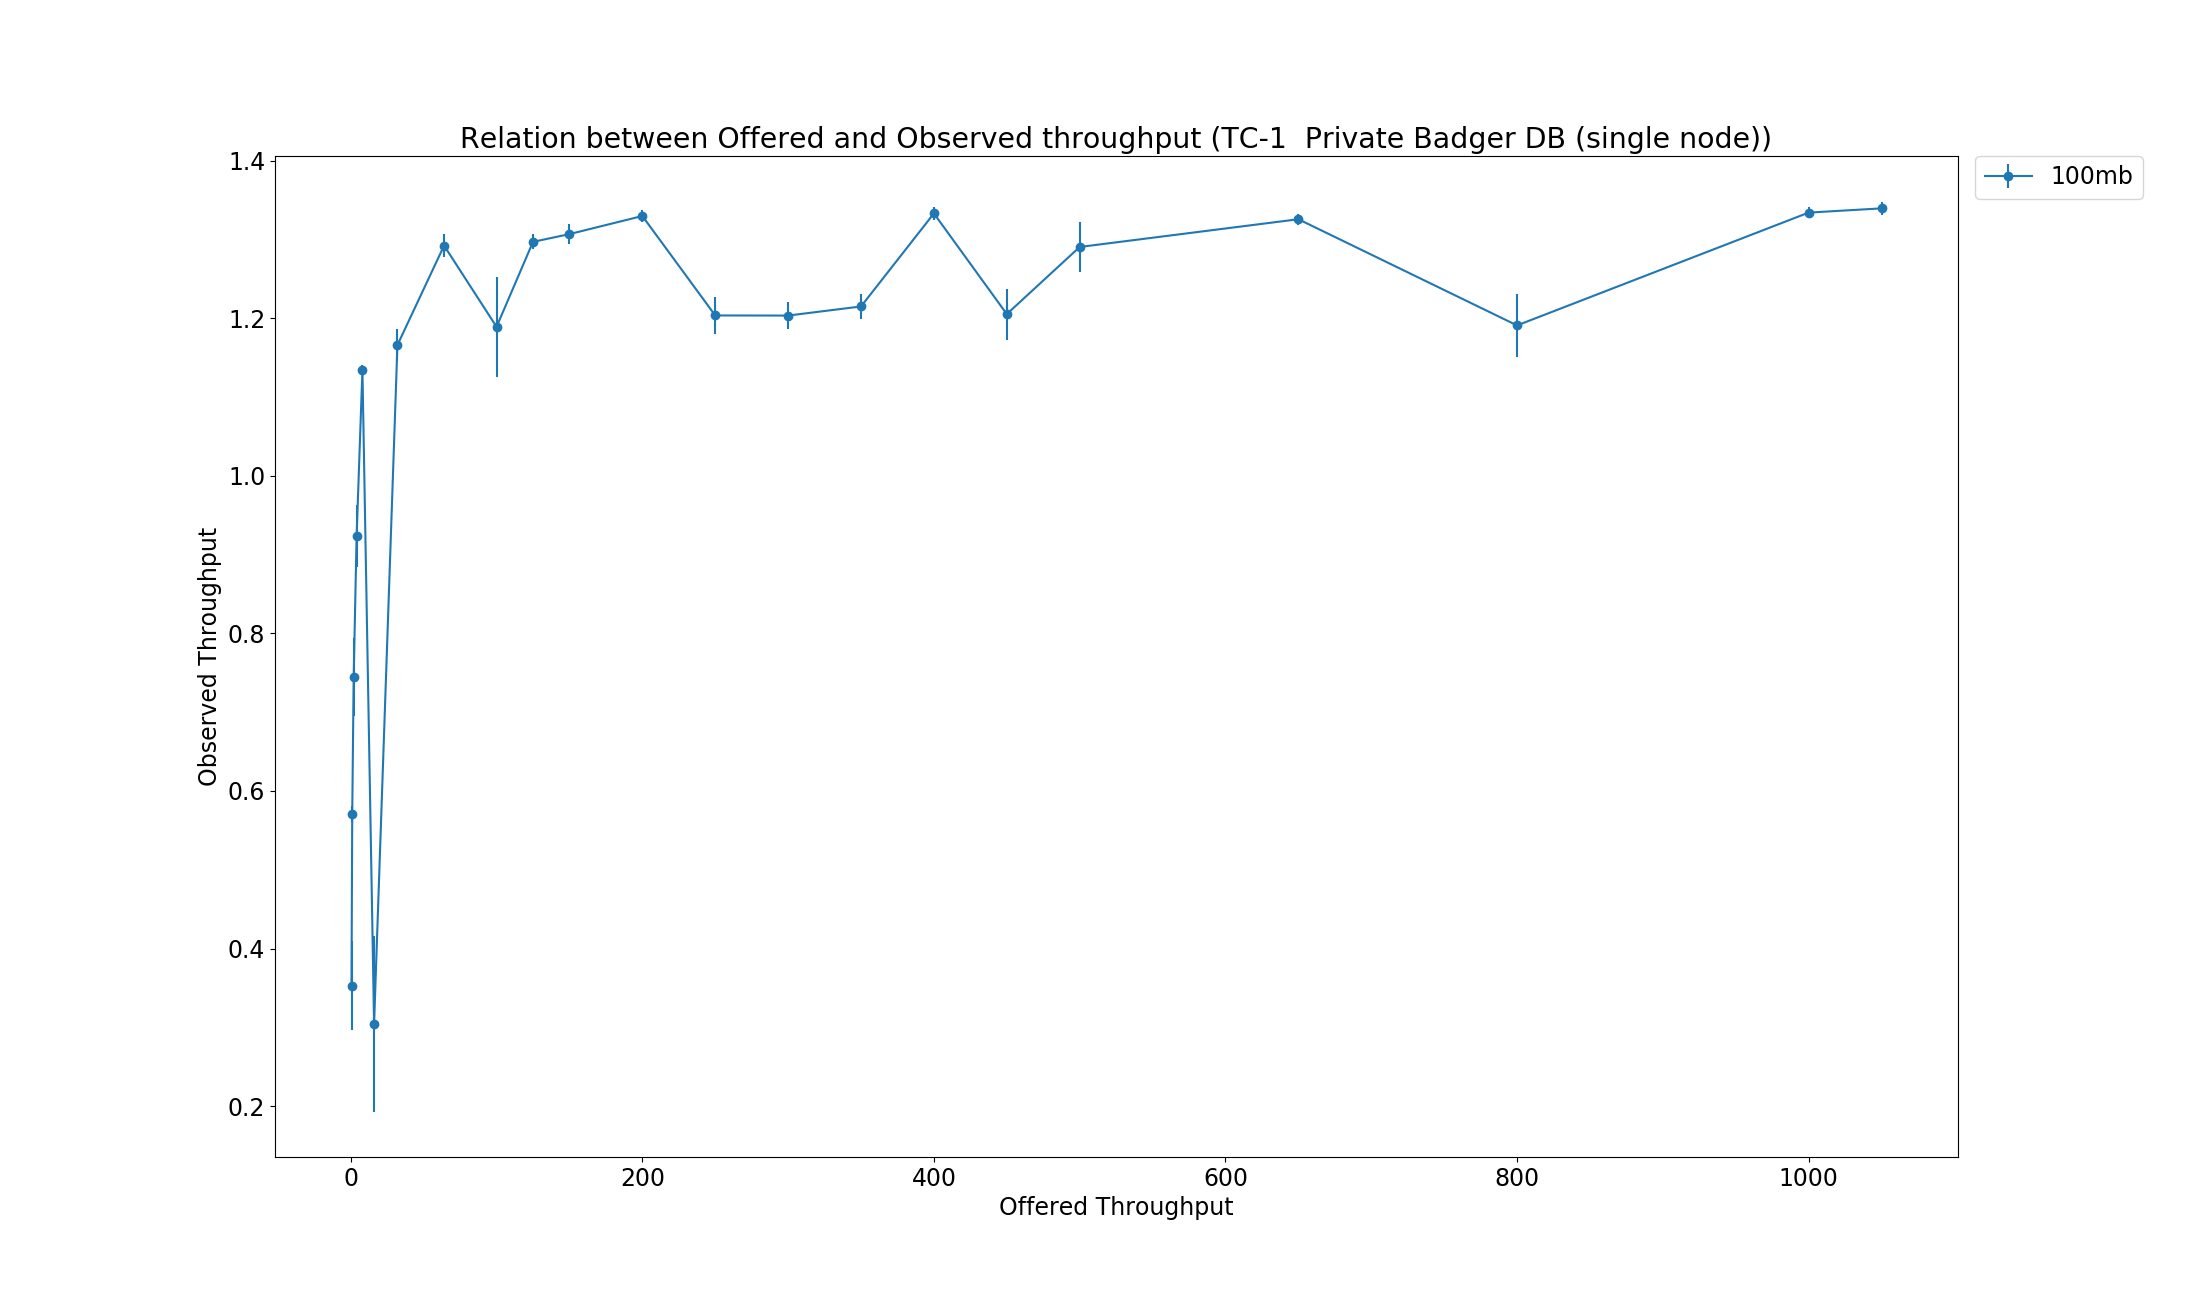 Relation between Offered and Observed throughput (TC-1  Private Badger DB (single node))
1.4
1.2
1.0
0.8
0.6
0.4
0.2
Observed Throughput
0 200 400 600 800 1000
Offered Throughput
100mb